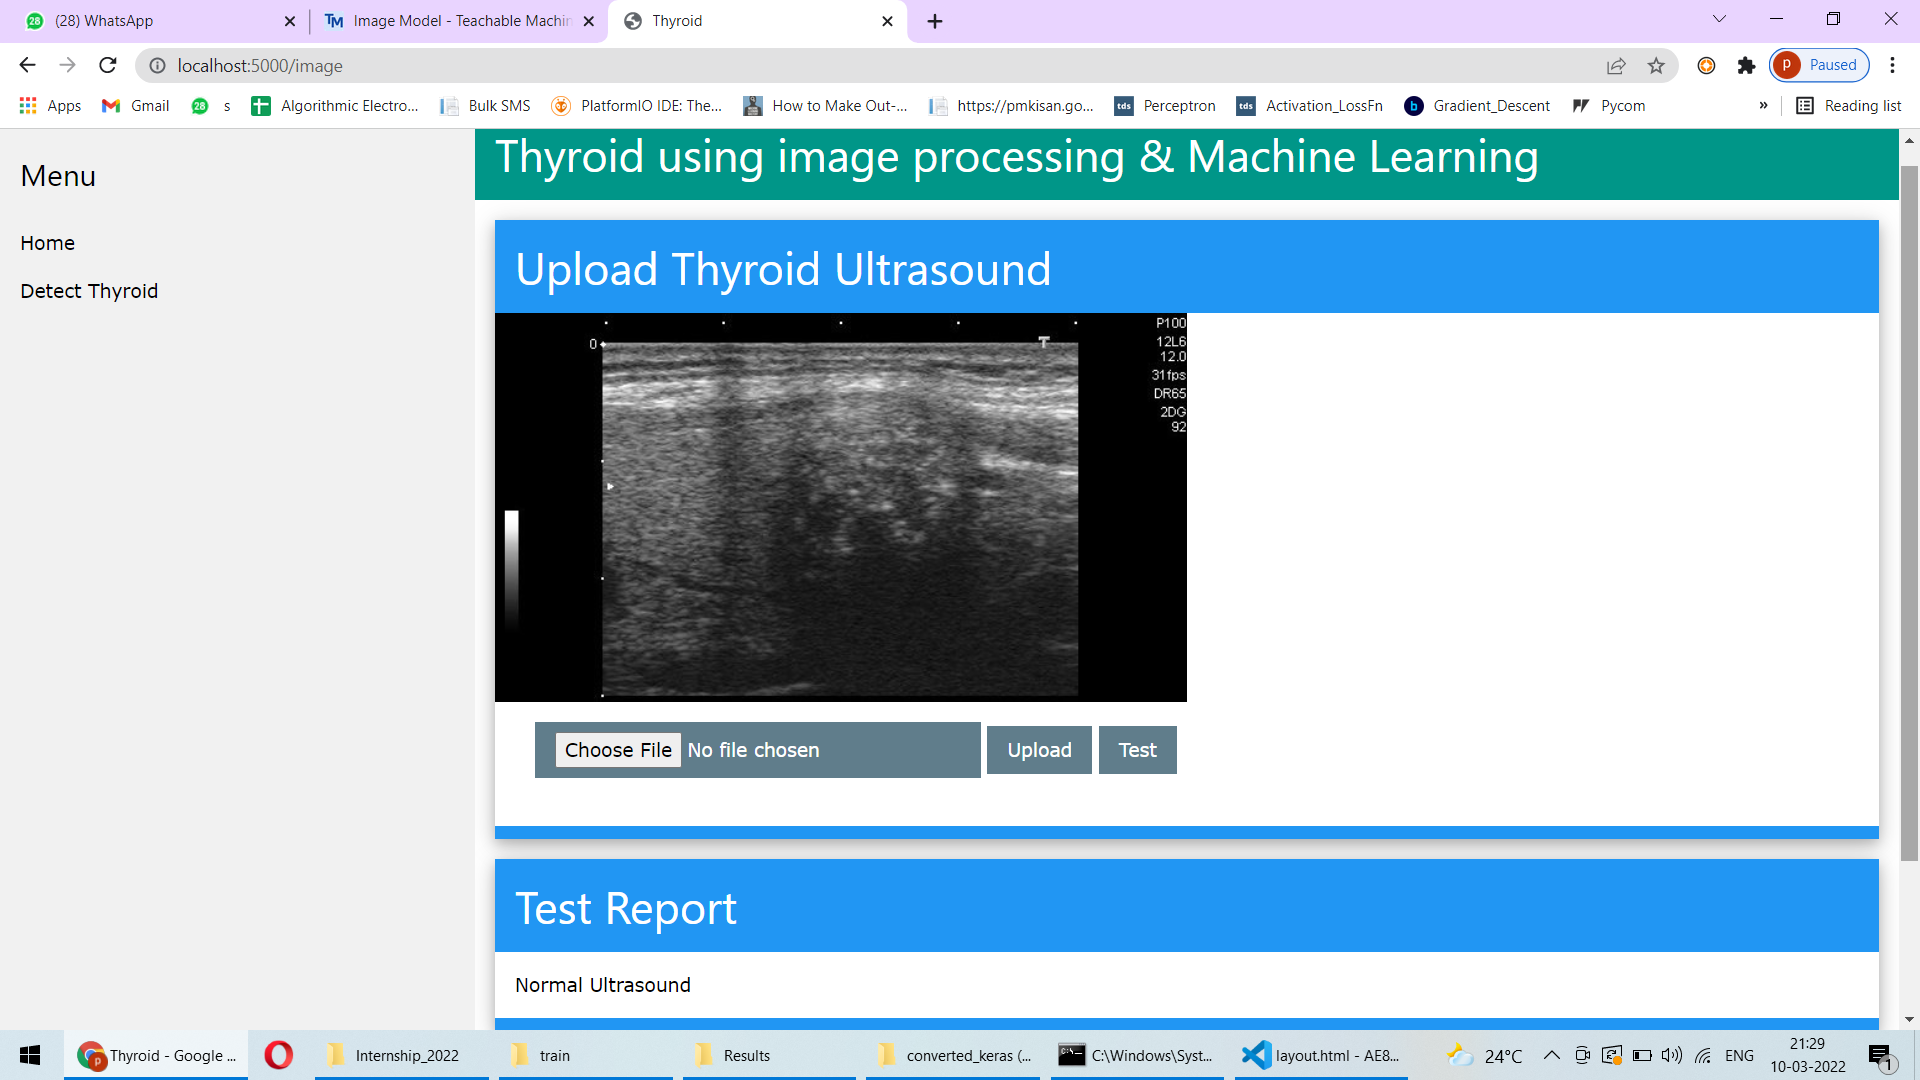 (28) WhatsApp
Image Model - Teachable Machin
Thyroid
localhost:5000/image
P Paused
Apps
Gmail
28 s
Algorithmic Electro...
Bulk SMS
PlatformIO IDE: The...
How to Make Out-...
https://pmkisan.go...
tds Perceptron
tds Activation_LossFn
b Gradient_Descent
Pycom
»
Reading list
Menu
Home
Detect Thyroid
Thyroid using image processing & Machine Learning
Upload Thyroid Ultrasound
0
T
P100
12L6
12.0
31fps
DR65
2DG
92
Choose File No file chosen
Upload
Test
Test Report
Normal Ultrasound
Thyroid - Google ...
Internship_2022
train
Results
converted_keras (...
C:\Windows\Syst...
layout.html - AE8...
24°C
ENG
21:29
10-03-2022
1